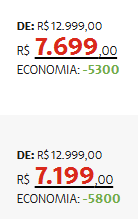 DE: R$ 12.999,00
R$ 7.699,00
ECONOMIA: -5300
DE: R$ 12.999,00
R$ 7.199,00
ECONOMIA: -5800